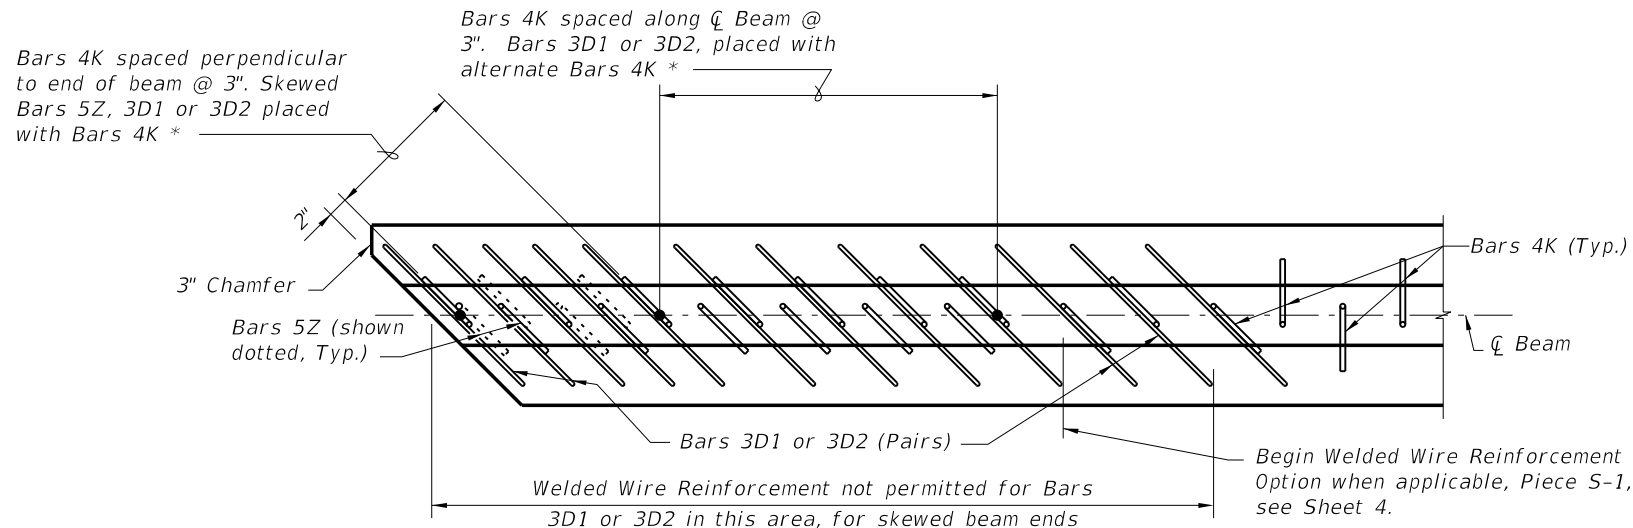 Bars 4K spaced along ℄ Beam @
3". Bars 3D1 or 3D2, placed with
alternate Bars 4K *
Bars 4K spaced perpendicular
to end of beam @ 3". Skewed
Bars 5Z, 3D1 or 3D2 placed
with Bars 4K *
2"
3" Chamfer
Bars 5Z (shown
dotted, Typ.)
Bars 4K (Typ.)
℄ Beam
Bars 3D1 or 3D2 (Pairs)
Welded Wire Reinforcement not permitted for Bars
3D1 or 3D2 in this area, for skewed beam ends
Begin Welded Wire Reinforcement
Option when applicable, Piece S-1,
see Sheet 4.